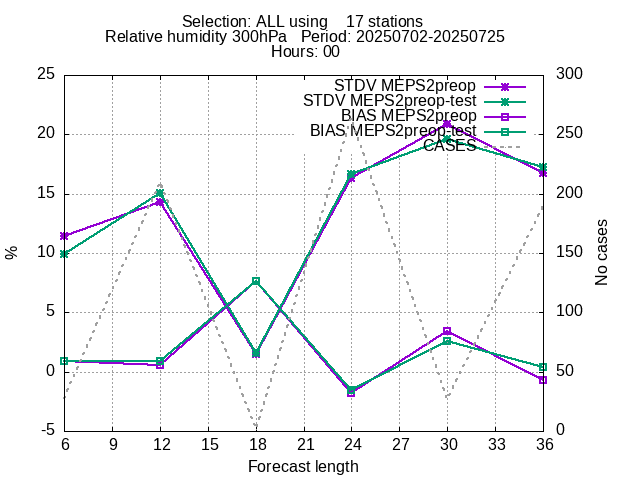 Selection: ALL using    17 stations
Relative humidity 300hPa   Period: 20250702-20250725
Hours: 00
STDV MEPS2preop
STDV MEPS2preop-test
BIAS MEPS2preop
BIAS MEPS2preop-test
CASES
25
20
15
10
5
0
-5
%
300
250
200
150
100
50
0
No cases
6 9 12 15 18 21 24 27 30 33 36
Forecast length